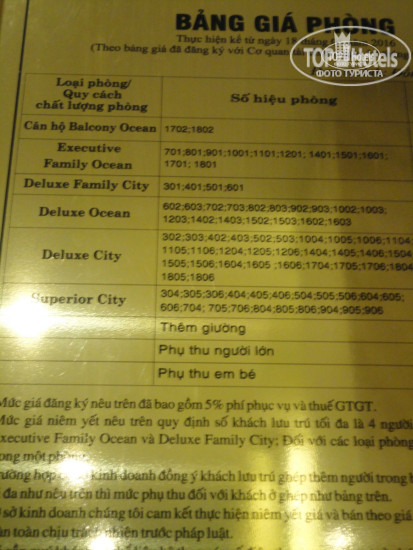 BẢNG GIÁ PHÒNG
Thực hiện kể từ ngày 18 tháng 2016
(Theo bảng giá đã đăng ký với Cơ quan
TOPHotels
ФОТО ТУРИСТА
Loại phòng/
Quy cách
chất lượng phòng
Số hiệu phòng
Căn hộ Balcony Ocean 1702;1802
Executive
Family Ocean
701;801;901;1001;1101;1201; 1401;1501;1601;
1701; 1801
Deluxe Family City 301;401;501;601
Deluxe Ocean
602;603;702;703;802;803;902;903;1002;1003;
1203;1402;1403;1502;1503;1602;1603
Deluxe City
302;303;402;403;502;503;1004;1005;1006;1104
1105;1106;1204;1205;1206;1404;1405;1406;1504
1505;1506;1604;1605 ;1606;1704;1705;1706;1804
1805;1806
Superior City
304;305;306;404;405;406;504;505;506;604;605;
606;704; 705;706;804;805;806;904;905;906
Thêm giường
Phụ thu người lớn
Phụ thu em bé
Mức giá đăng ký nêu trên đã bao gồm 5% phí phục vụ và thuế GTGT.
Mức giá niêm yết nêu trên quy định số khách lưu trú tối đa là 4 người
Executive Family Ocean và Deluxe Family City; Đối với các loại phòng
một phòng.
hợp kinh doanh đồng ý khách lưu trú ghép thêm người trong
đa như nêu trên thì mức phụ thu đối với khách ở ghép như bảng trên.
sở kinh doanh chúng tôi cam kết thực hiện niêm yết giá và bán theo giá
toàn chịu trách nhiệm trước pháp luật.